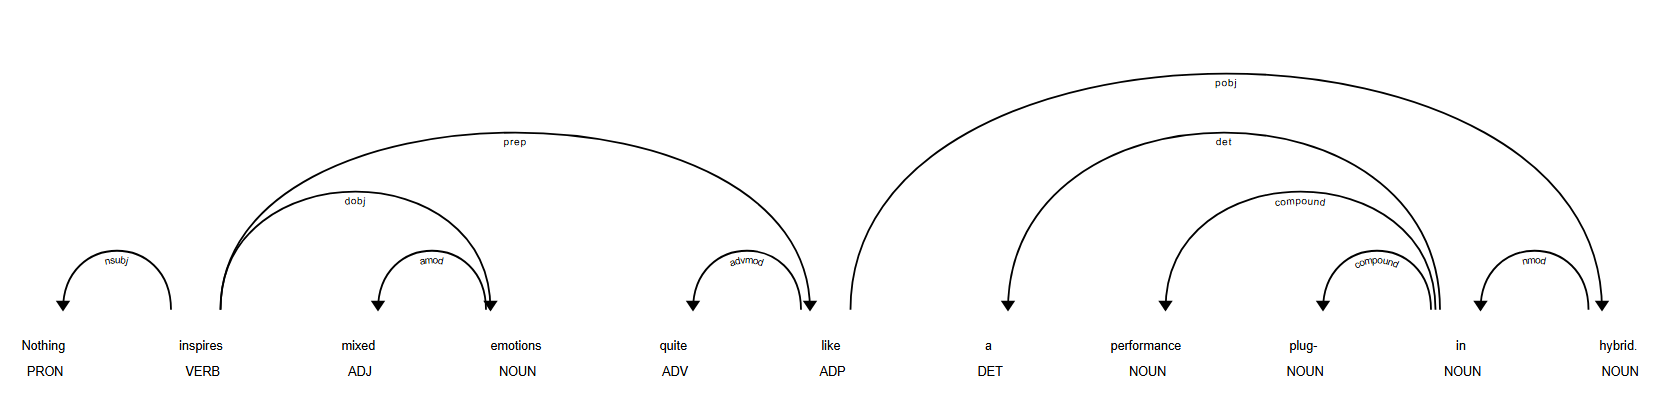 pobj
prep det
dobj compound
nsubj amod advmod compound nmod
Nothing inspires mixed emotions quite like a performance plug- in hybrid.
PRON VERB ADJ NOUN ADV ADP DET NOUN NOUN NOUN NOUN